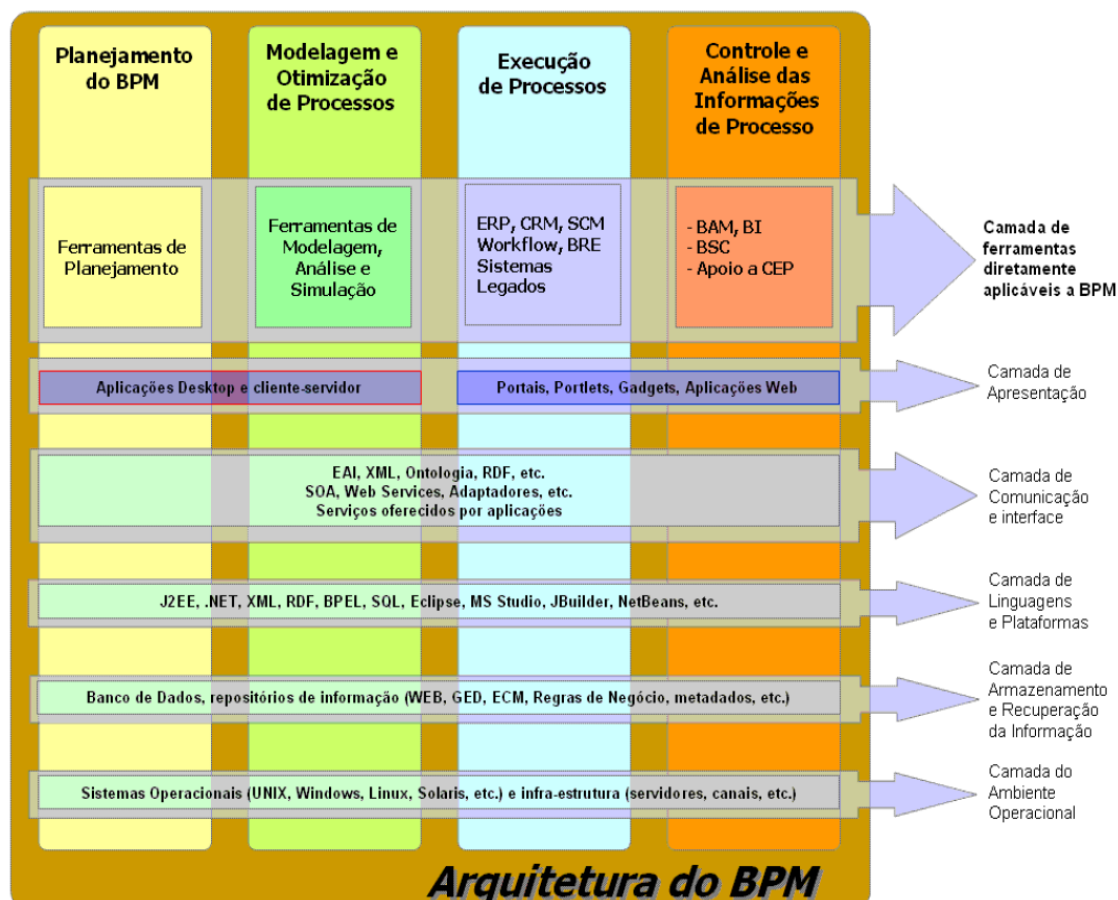 Planejamento
do BPM
Modelagem e
Otimização
de Processos
Execução
de Processos
Controle e
Análise das
Informações
de Processo
Ferramentas de
Planejamento
Ferramentas de
Modelagem,
Análise e
Simulação
ERP, CRM, SCM
Workflow, BRE
Sistemas
Legados
- BAM, BI
- BSC
- Apoio a CEP
Camada de
ferramentas
diretamente
aplicáveis a BPM
Aplicações Desktop e cliente-servidor
Portais, Portlets, Gadgets, Aplicações Web
Camada de
Apresentação
EAI, XML, Ontologia, RDF, etc.
SOA, Web Services, Adaptadores, etc.
Serviços oferecidos por aplicações
Camada de
Comunicação
e interface
J2EE, .NET, XML, RDF, BPEL, SQL, Eclipse, MS Studio, JBuilder, NetBeans, etc.
Camada de
Linguagens
e Plataformas
Banco de Dados, repositórios de informação (WEB, GED, ECM, Regras de Negócio, metadados, etc.)
Camada de
Armazenamento
e Recuperação
da Informação
Sistemas Operacionais (UNIX, Windows, Linux, Solaris, etc.) e infra-estrutura (servidores, canais, etc.)
Camada do
Ambiente
Operacional
Arquitetura do BPM